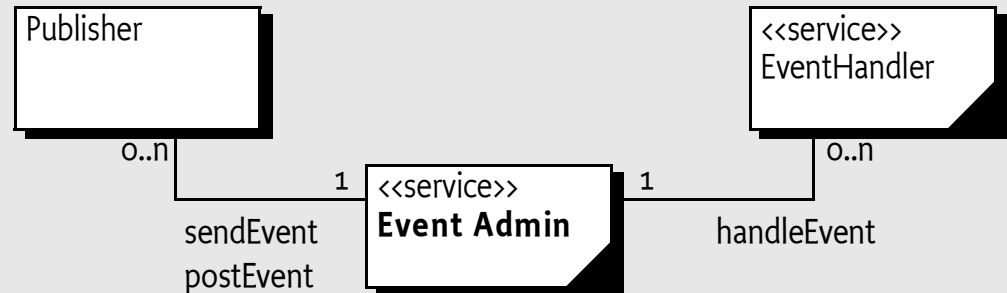 Publisher
<<service>>
EventHandler
0..n
0..n
1
<<service>>
1
Event Admin
sendEvent
handleEvent
postEvent